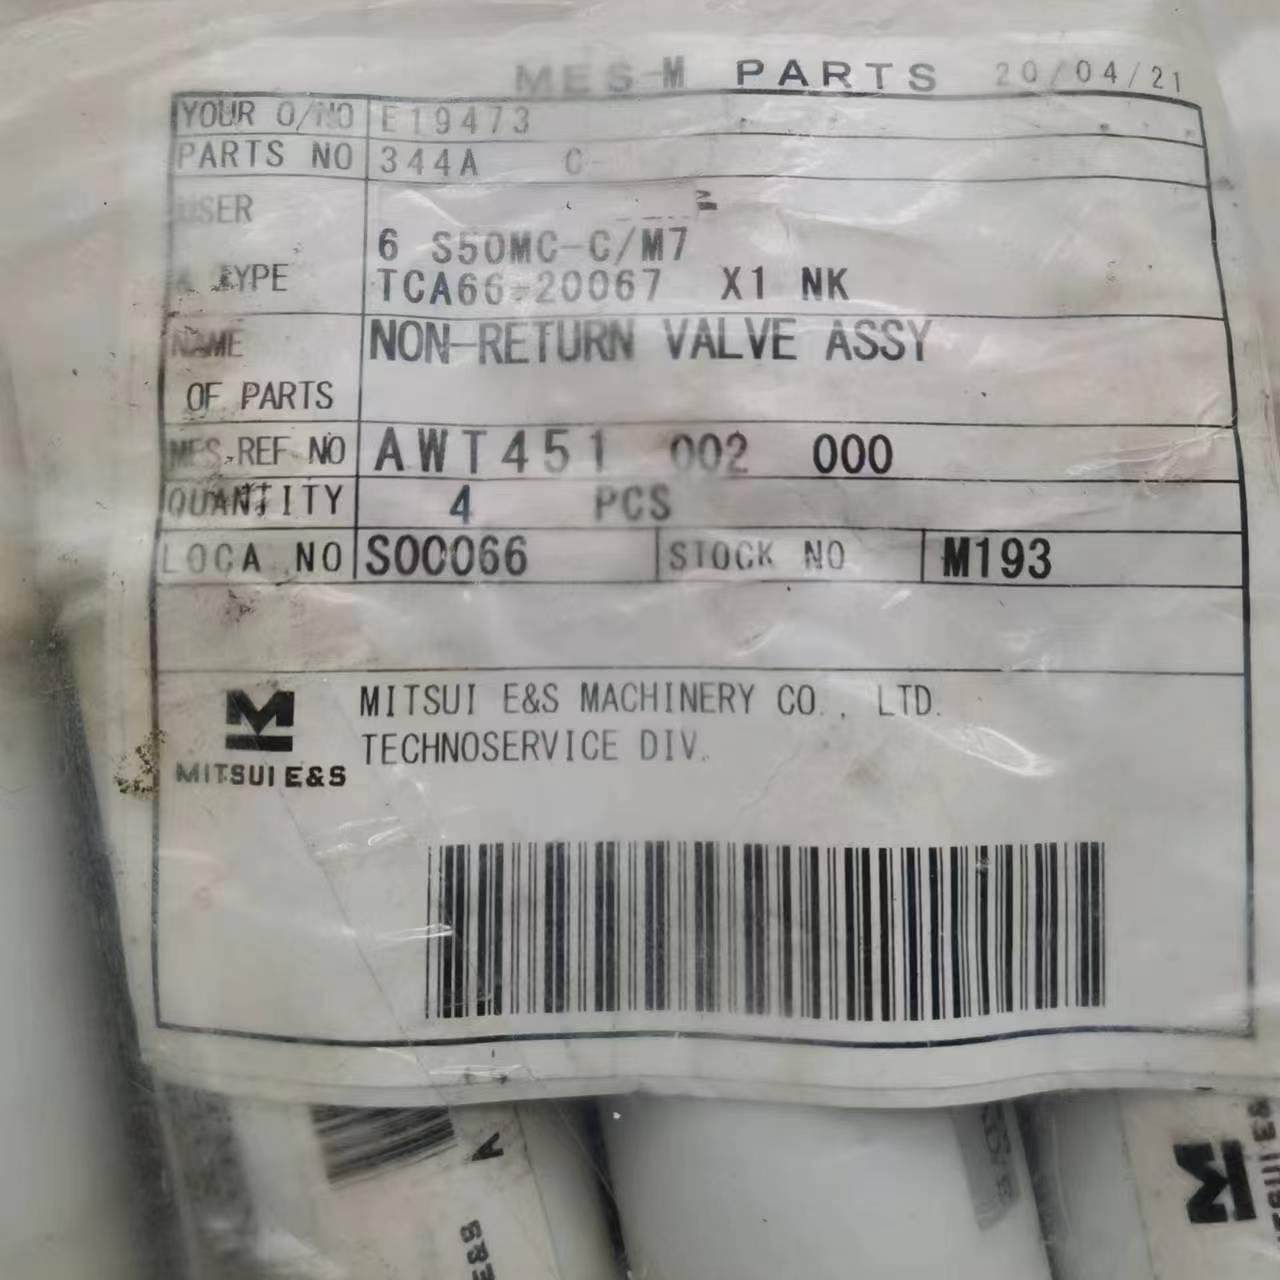 MES-M PARTS 20/04/21
YOUR O/NO E19473
PARTS NO 344A C-
USER
6 S50MC-C/M7
TYPE TCA66-20067 X1 NK
NAME NON-RETURN VALVE ASSY
OF PARTS
MES.REF NO AWT451 002 000
QUANTITY 4 PCS
LOCA. NO S00066 STOCK NO M193
MITSUI E&S MACHINERY CO., LTD.
TECHNOSERVICE DIV.
MITSUI E&S